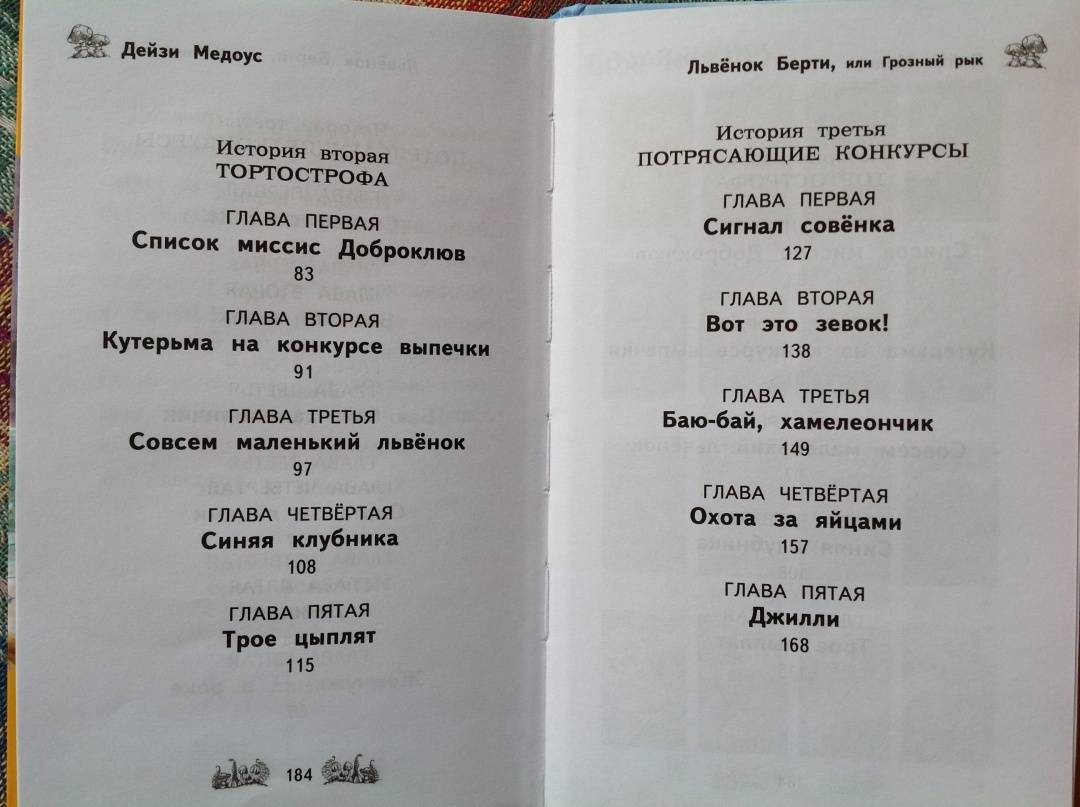 Дейзи Медоус
История вторая
ТОРТОСТРОФА
ГЛАВА ПЕРВАЯ
Список миссис Доброклюв
83
ГЛАВА ВТОРАЯ
Кутерьма на конкурсе выпечки
91
ГЛАВА ТРЕТЬЯ
Совсем маленький львёнок
97
ГЛАВА ЧЕТВЁРТАЯ
Синяя клубника
108
ГЛАВА ПЯТАЯ
Трое цыплят
115
184
Львёнок Берти, или Грозный рык
История третья
ПОТРЯСАЮЩИЕ КОНКУРСЫ
ГЛАВА ПЕРВАЯ
Сигнал совёнка
127
ГЛАВА ВТОРАЯ
Вот это зевок!
138
ГЛАВА ТРЕТЬЯ
Баю-бай, хамелеончик
149
ГЛАВА ЧЕТВЁРТАЯ
Охота за яйцами
157
ГЛАВА ПЯТАЯ
Джилли
168